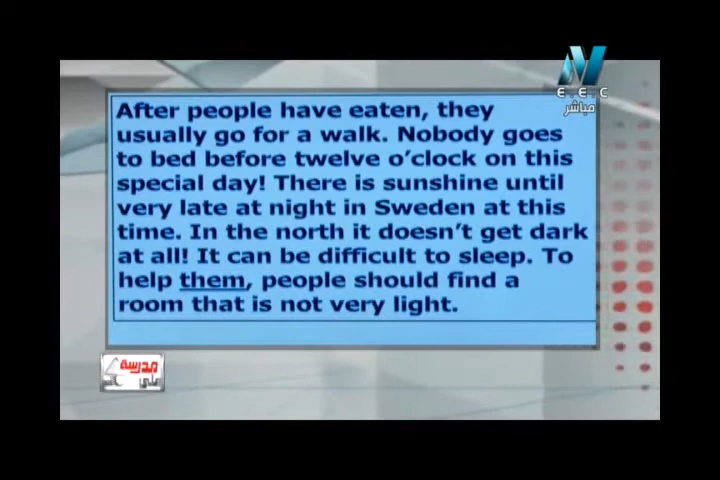 E.E.C
مباشر
After people have eaten, they
usually go for a walk. Nobody goes
to bed before twelve o’clock on this
special day! There is sunshine until
very late at night in Sweden at this
time. In the north it doesn’t get dark
at all! It can be difficult to sleep. To
help them, people should find a
room that is not very light.
مدرسة
على